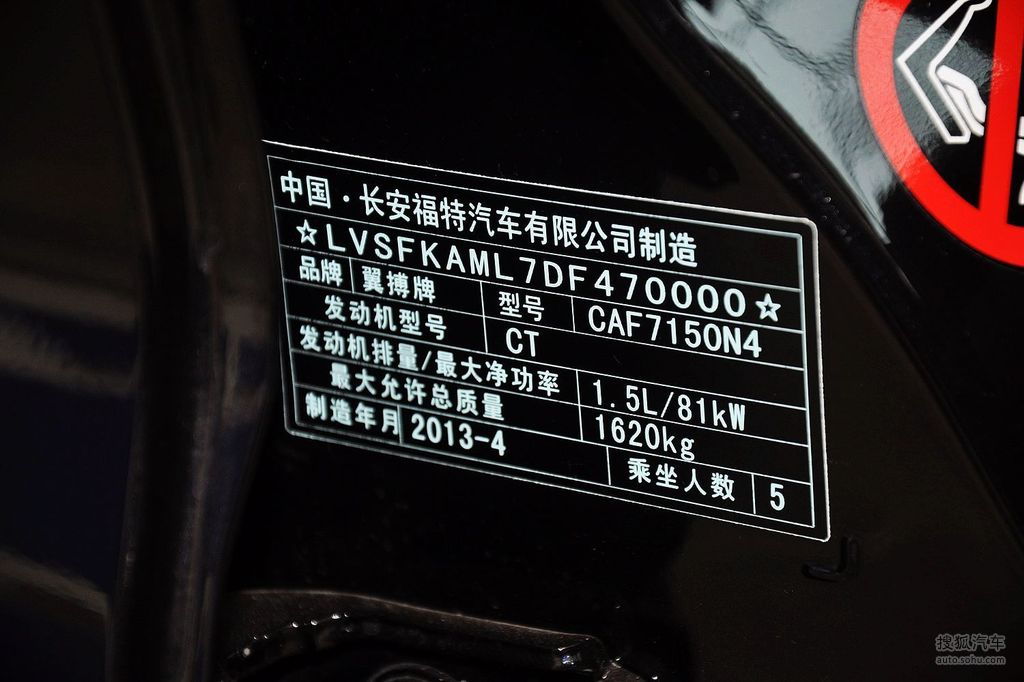 中国·长安福特汽车有限公司制造
☆LVSFKAML7DF470000☆
品牌 翼搏牌 型号 CAF7150N4
发动机型号 CT
发动机排量/最大净功率 1.5L/81kW
最大允许总质量 1620kg
制造年月 2013-4 乘坐人数 5
搜狐汽车
auto.sohu.com